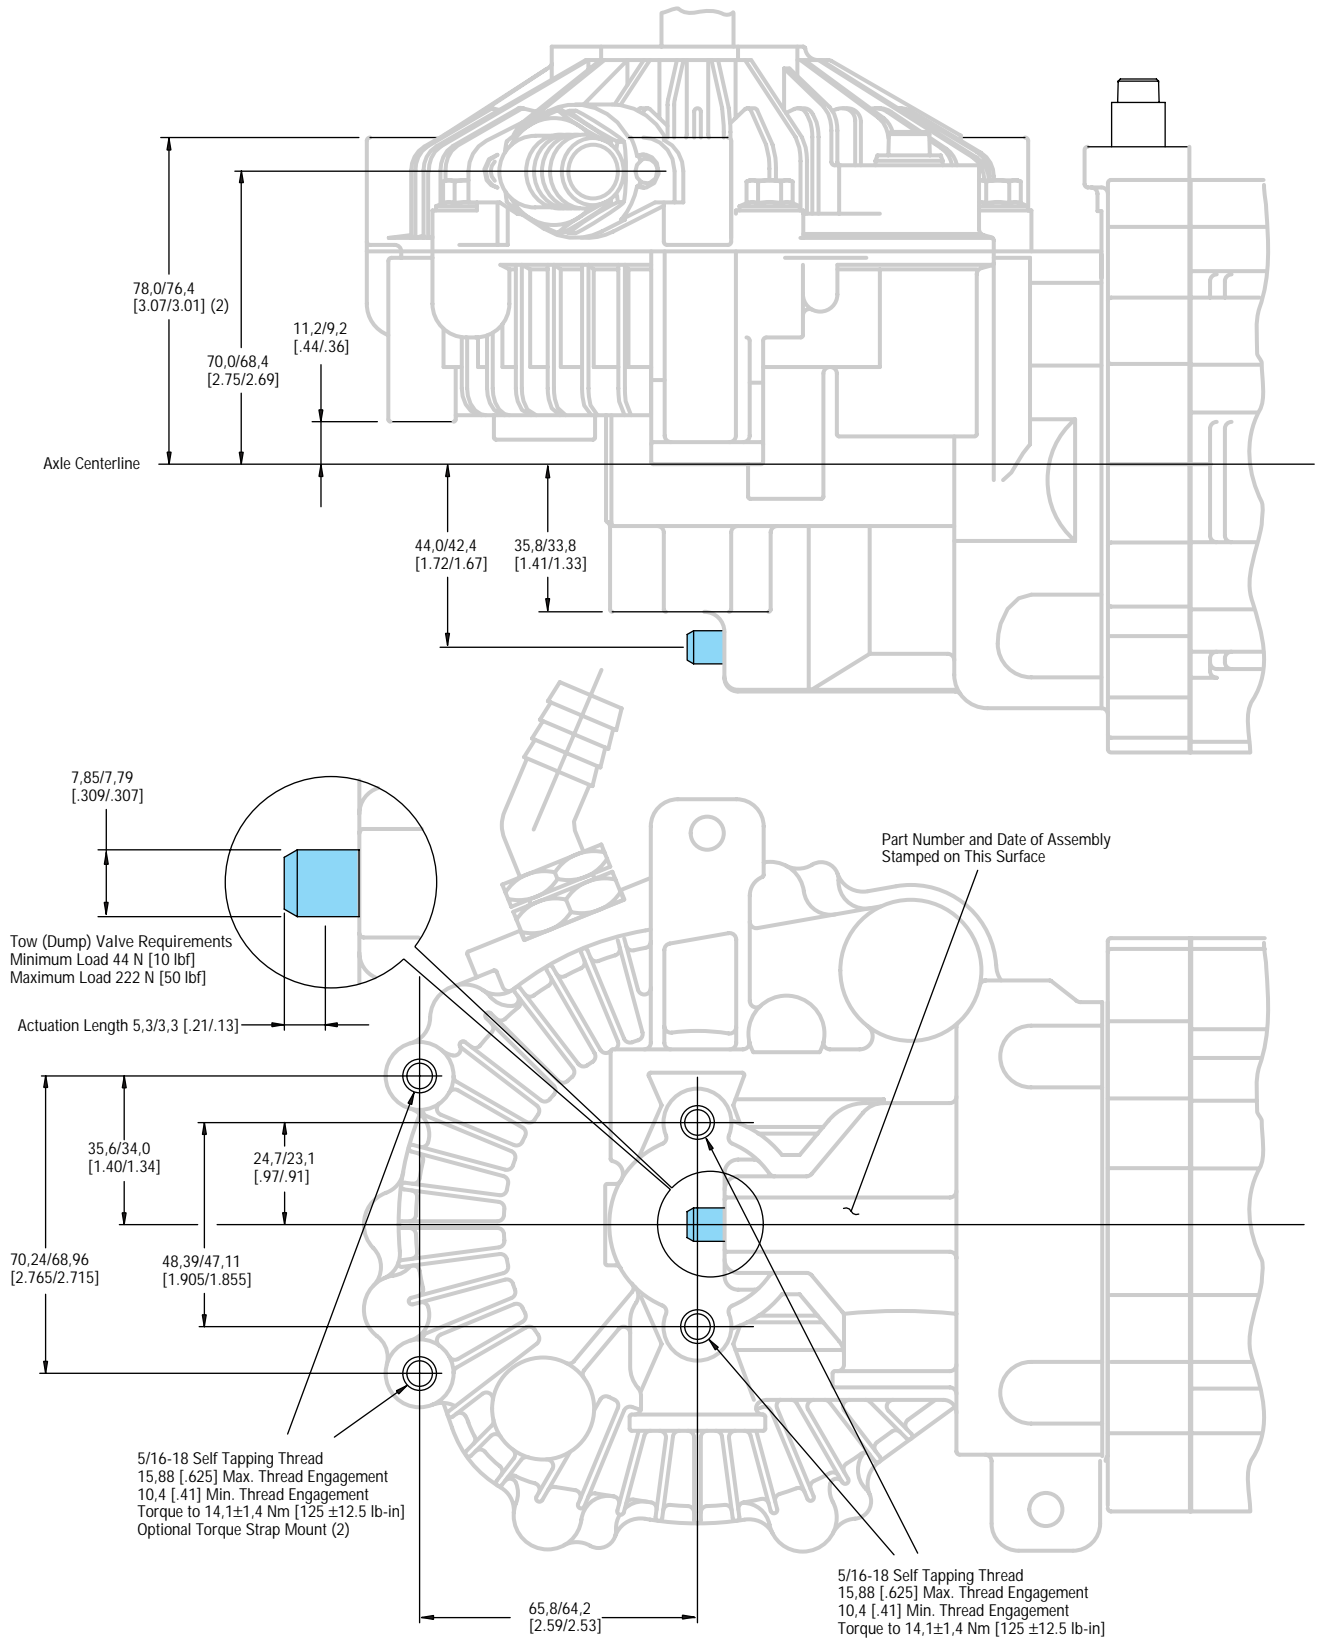 78,0/76,4
[3.07/3.01] (2)
11,2/9,2
[.44/.36]
70,0/68,4
[2.75/2.69]
Axle Centerline
44,0/42,4
[1.72/1.67]
35,8/33,8
[1.41/1.33]
7,85/7,79
[.309/.307]
Part Number and Date of Assembly
Stamped on This Surface
Tow (Dump) Valve Requirements
Minimum Load 44 N [10 lbf]
Maximum Load 222 N [50 lbf]
Actuation Length 5,3/3,3 [.21/.13]
35,6/34,0
[1.40/1.34]
24,7/23,1
[.97/.91]
70,24/68,96
[2.765/2.715]
48,39/47,11
[1.905/1.855]
5/16-18 Self Tapping Thread
15,88 [.625] Max. Thread Engagement
10,4 [.41] Min. Thread Engagement
Torque to 14,1±1,4 Nm [125 ±12.5 lb-in]
Optional Torque Strap Mount (2)
5/16-18 Self Tapping Thread
15,88 [.625] Max. Thread Engagement
10,4 [.41] Min. Thread Engagement
Torque to 14,1±1,4 Nm [125 ±12.5 lb-in]
65,8/64,2
[2.59/2.53]